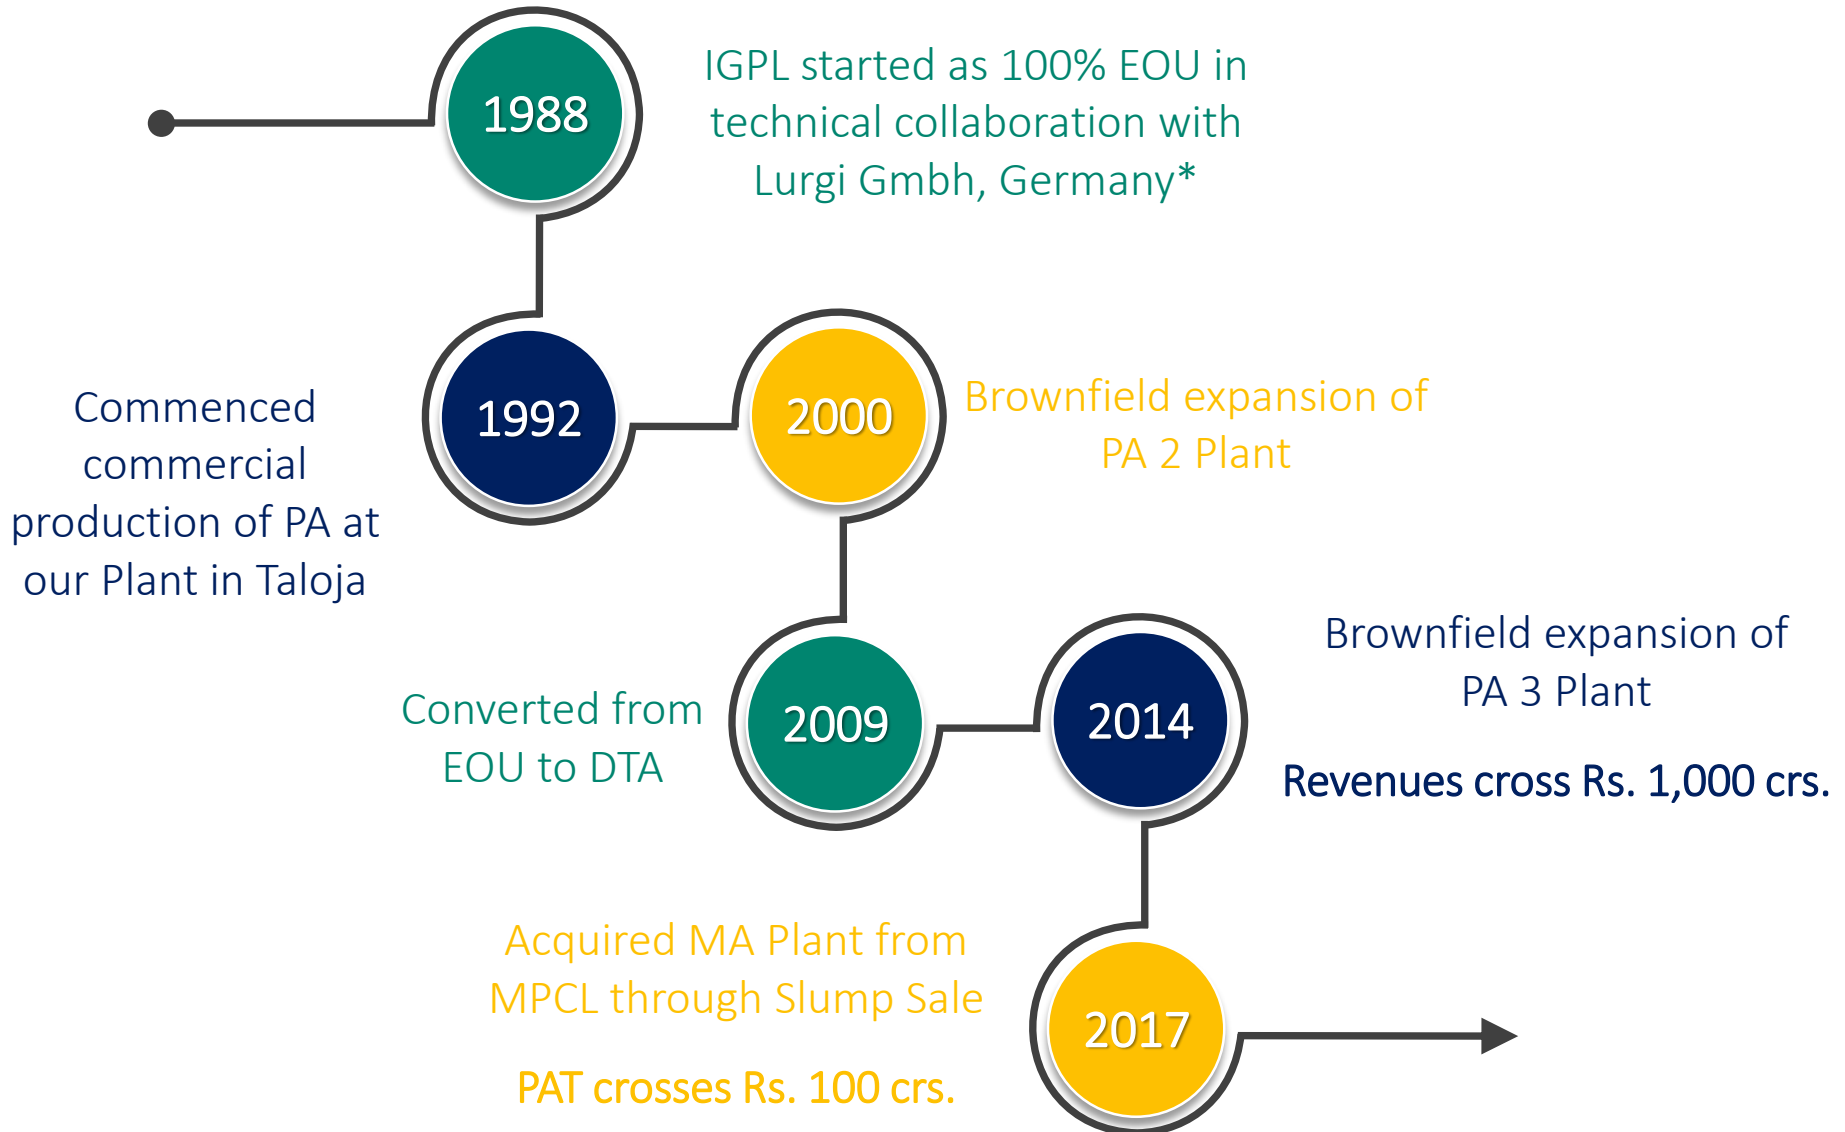 1988
IGPL started as 100% EOU in
technical collaboration with
Lurgi Gmbh, Germany*
Commenced
commercial
production of PA at
our Plant in Taloja
1992
2000
Brownfield expansion of
PA 2 Plant
Converted from
EOU to DTA
2009
2014
Brownfield expansion of
PA 3 Plant
Revenues cross Rs. 1,000 crs.
Acquired MA Plant from
MPCL through Slump Sale
PAT crosses Rs. 100 crs.
2017